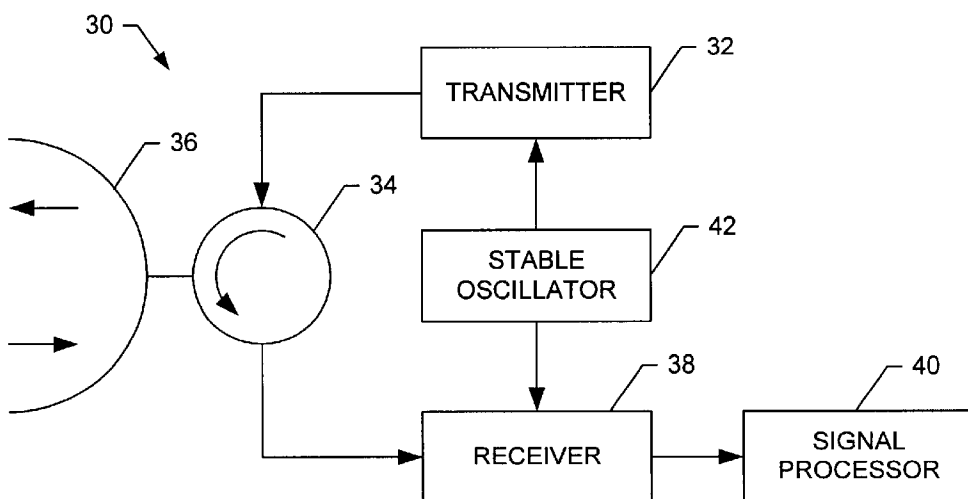 30
32
TRANSMITTER
36
34
42
STABLE
OSCILLATOR
38
40
RECEIVER
SIGNAL
PROCESSOR